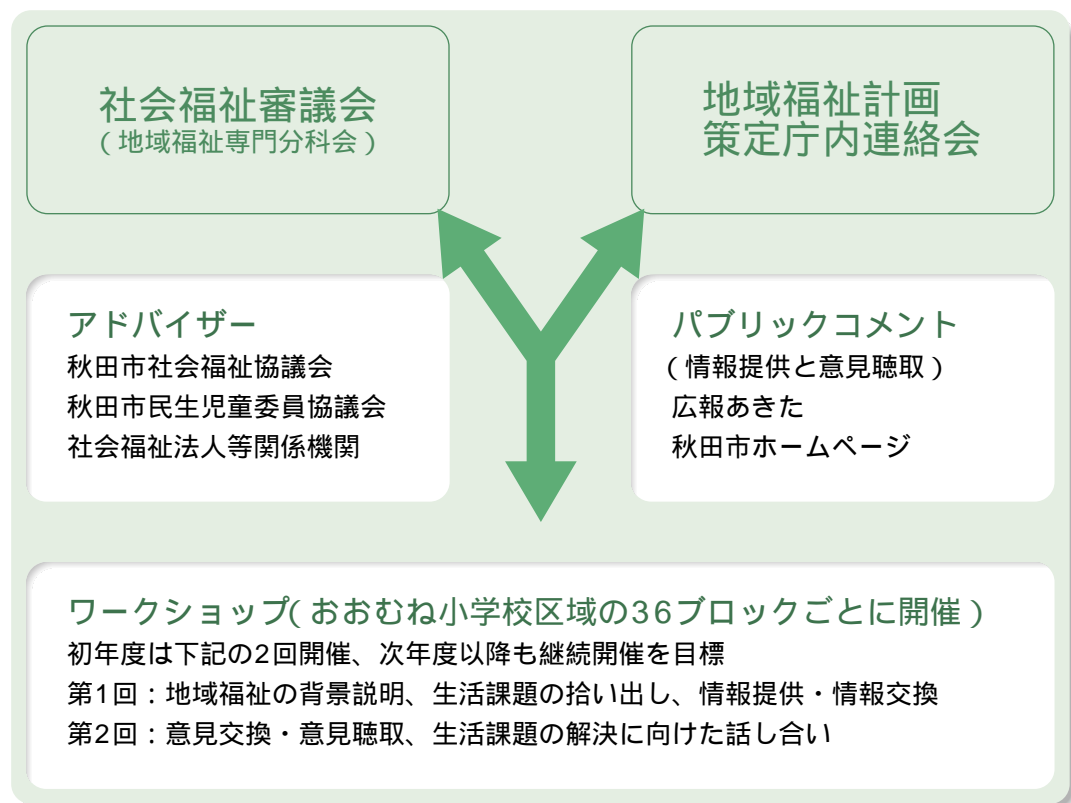 社会福祉審議会
(地域福祉専門分科会)
地域福祉計画
策定庁内連絡会
アドバイザー
秋田市社会福祉協議会
秋田市民生児童委員協議会
社会福祉法人等関係機関
パブリックコメント
(情報提供と意見聴取)
広報あきた
秋田市ホームページ
ワークショップ(おおむね小学校区域の36ブロックごとに開催)
初年度は下記の2回開催、次年度以降も継続開催を目標
第1回:地域福祉の背景説明、生活課題の拾い出し、情報提供・情報交換
第2回:意見交換・意見聴取、生活課題の解決に向けた話し合い